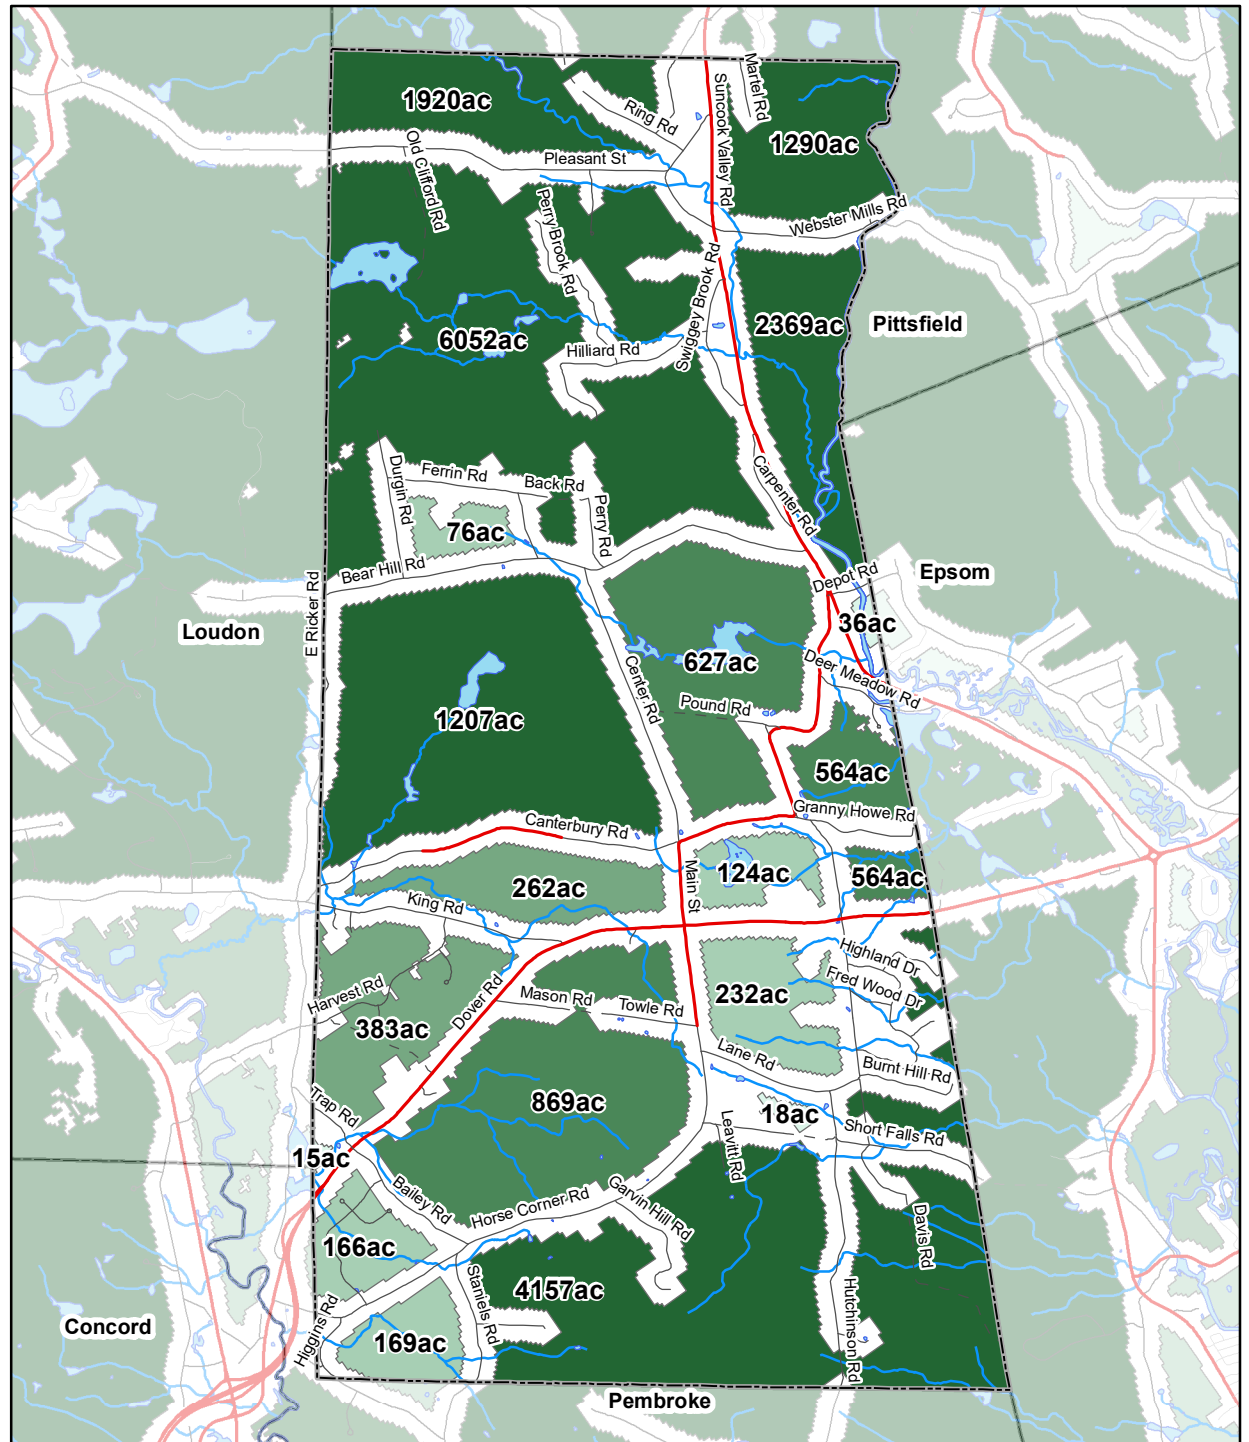 Martel Rd
1920ac
Suncook Valley Rd
Ring Rd
1290ac
Old Clifford Rd
Pleasant St
Perry Brook Rd
Webster Mills Rd
Swiggey Brook Rd
2369ac
Pittsfield
6052ac
Hilliard Rd
Durgin Rd
Ferrin Rd
Back Rd
Carpenter Rd
Perry Rd
76ac
Bear Hill Rd
Depot Rd
Epsom
E Ricker Rd
Loudon
36ac
627ac
Deer Meadow Rd
Center Rd
Pound Rd
1207ac
564ac
Granny Howe Rd
Canterbury Rd
Main St
124ac
564ac
262ac
King Rd
Highland Dr
Fred Wood Dr
Harvest Rd
Dover Rd
Mason Rd
Towle Rd
232ac
383ac
Lane Rd
Burnt Hill Rd
Trap Rd
869ac
18ac
Leavitt Rd
Short Falls Rd
15ac
Bailey Rd
Horse Corner Rd
Garvin Hill Rd
Davis Rd
166ac
Staniels Rd
4157ac
Hutchinson Rd
Concord
Higgins Rd
169ac
Pembroke